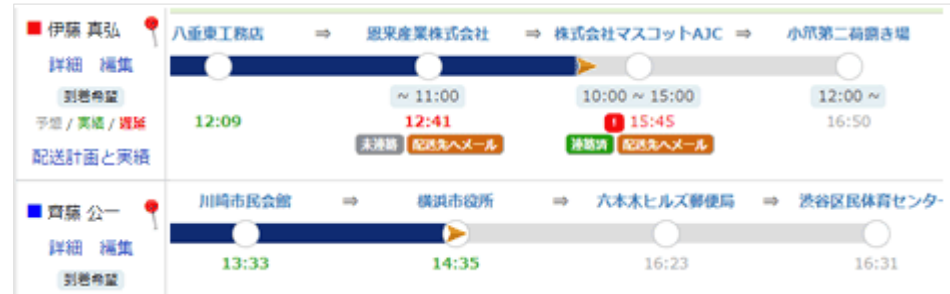 伊藤 真弘
八重東工務店 ⇒ 恩来産業株式会社 ⇒ 株式会社マスコットAJC ⇒ 小爪第二荷捌き場
詳細 編集
到着希望 ~ 11:00 10:00 ~ 15:00 12:00 ~
予想 / 実績 / 遅延 12:09 12:41 ! 15:45 16:50
未連絡 配送先へメール 連絡済 配送先へメール
配送計画と実績
川崎市民会館 ⇒ 横浜市役所 ⇒ 六本木ヒルズ郵便局 ⇒ 渋谷区民体育センター
齊藤 公一
詳細 編集
13:33 14:35 16:23 16:31
到着希望